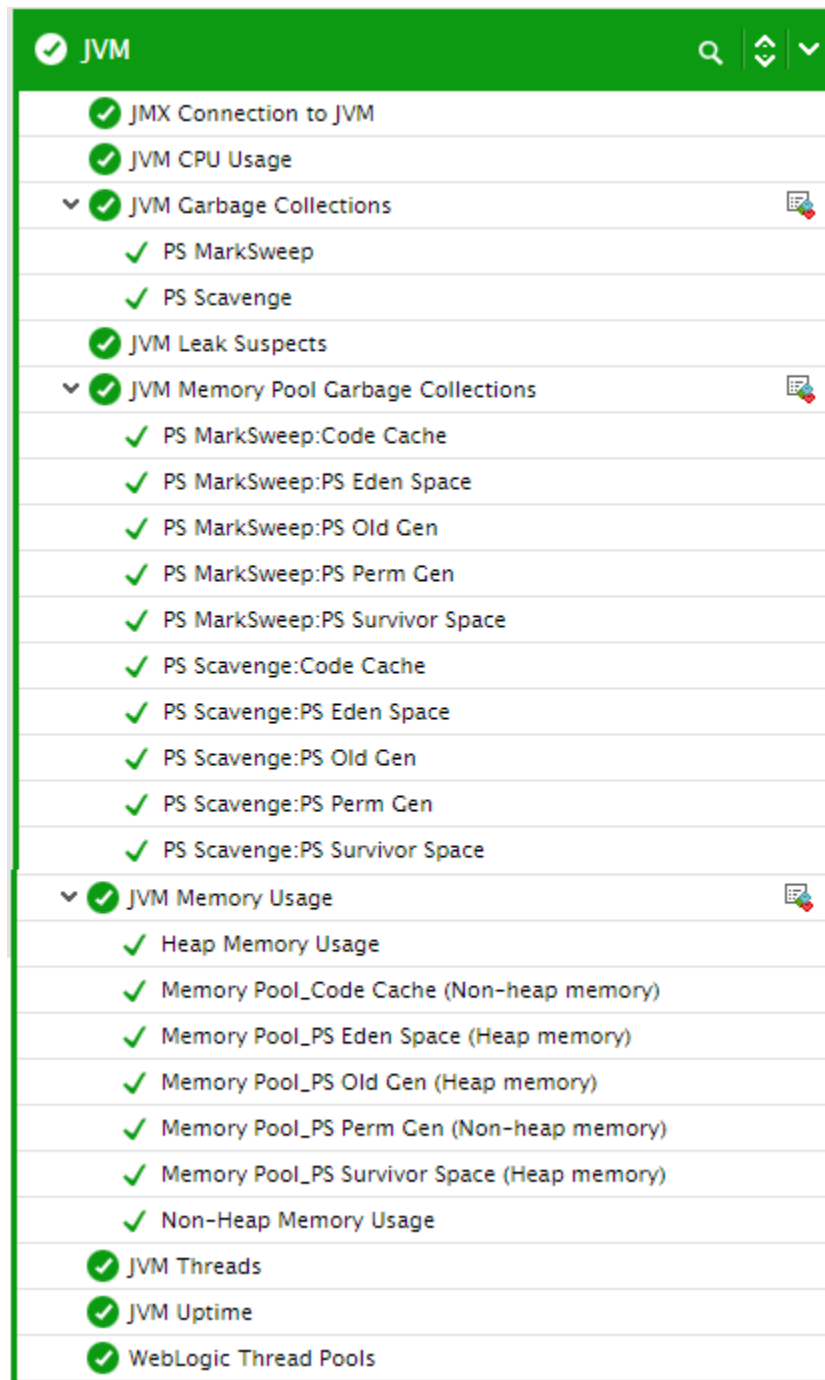 JVM
JMX Connection to JVM
JVM CPU Usage
JVM Garbage Collections
PS MarkSweep
PS Scavenge
JVM Leak Suspects
JVM Memory Pool Garbage Collections
PS MarkSweep:Code Cache
PS MarkSweep:PS Eden Space
PS MarkSweep:PS Old Gen
PS MarkSweep:PS Perm Gen
PS MarkSweep:PS Survivor Space
PS Scavenge:Code Cache
PS Scavenge:PS Eden Space
PS Scavenge:PS Old Gen
PS Scavenge:PS Perm Gen
PS Scavenge:PS Survivor Space
JVM Memory Usage
Heap Memory Usage
Memory Pool_Code Cache (Non-heap memory)
Memory Pool_PS Eden Space (Heap memory)
Memory Pool_PS Old Gen (Heap memory)
Memory Pool_PS Perm Gen (Non-heap memory)
Memory Pool_PS Survivor Space (Heap memory)
Non-Heap Memory Usage
JVM Threads
JVM Uptime
WebLogic Thread Pools